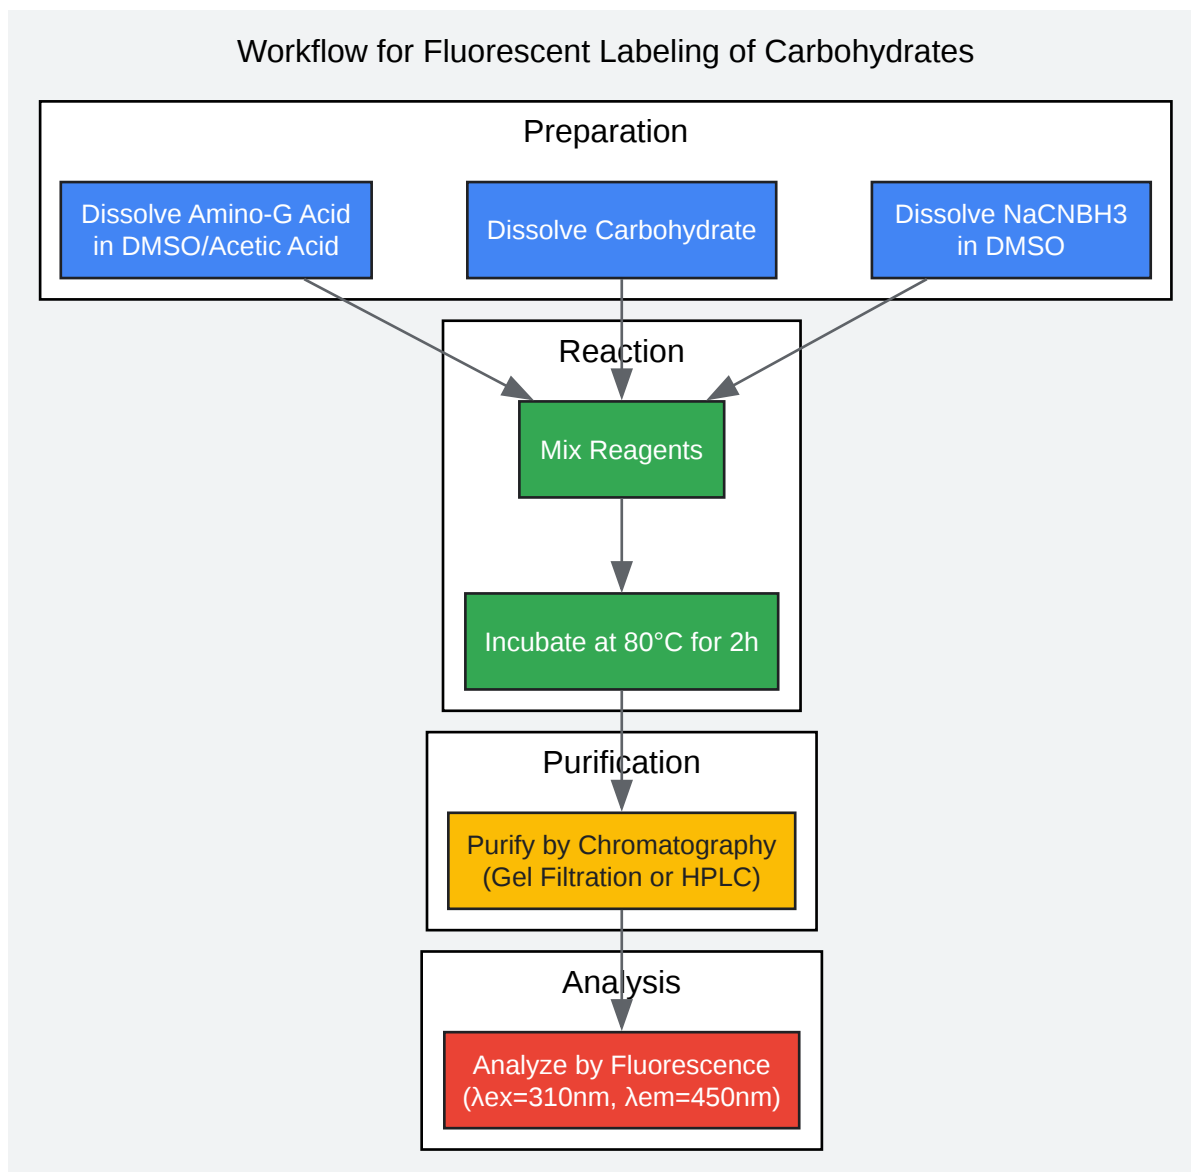 Workflow for Fluorescent Labeling of Carbohydrates
Preparation
Dissolve Amino-G Acid
in DMSO/Acetic Acid
Dissolve Carbohydrate
Dissolve NaCNBH3
in DMSO
Reaction
Mix Reagents
Incubate at 80°C for 2h
Purification
Purify by Chromatography
(Gel Filtration or HPLC)
Analysis
Analyze by Fluorescence
(λex=310nm, λem=450nm)